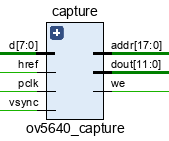 capture
d[7:0]
addr[17:0]
href
dout[11:0]
pclk
we
vsync
ov5640_capture